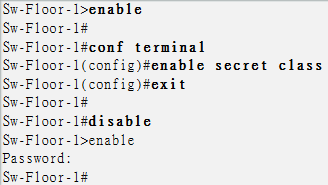 Sw-Floor-1>enable
Sw-Floor-1#
Sw-Floor-1#conf terminal
Sw-Floor-1(config)#enable secret class
Sw-Floor-1(config)#exit
Sw-Floor-1#
Sw-Floor-1#disable
Sw-Floor-1>enable
Password:
Sw-Floor-1#